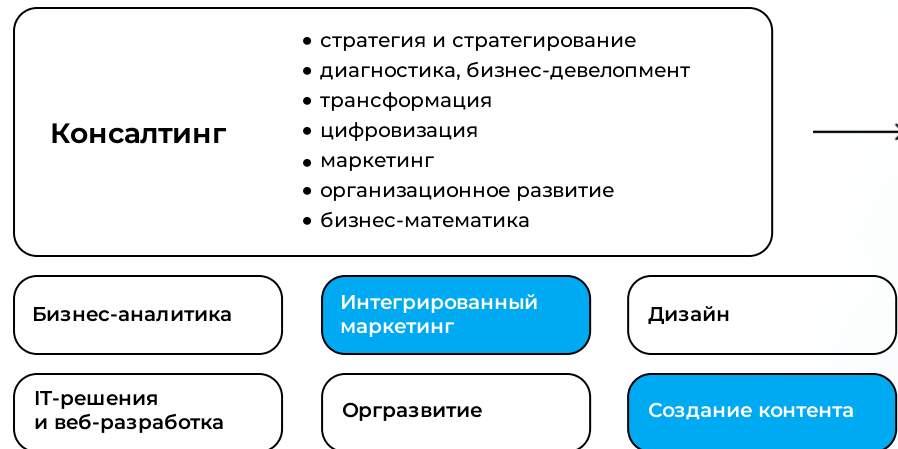 Консалтинг
• стратегия и стратегирование
• диагностика, бизнес-девелопмент
• трансформация
• цифровизация
• маркетинг
• организационное развитие
• бизнес-математика
Бизнес-аналитика
Интегрированный
маркетинг
Дизайн
IT-решения
и веб-разработка
Оргразвитие
Создание контента